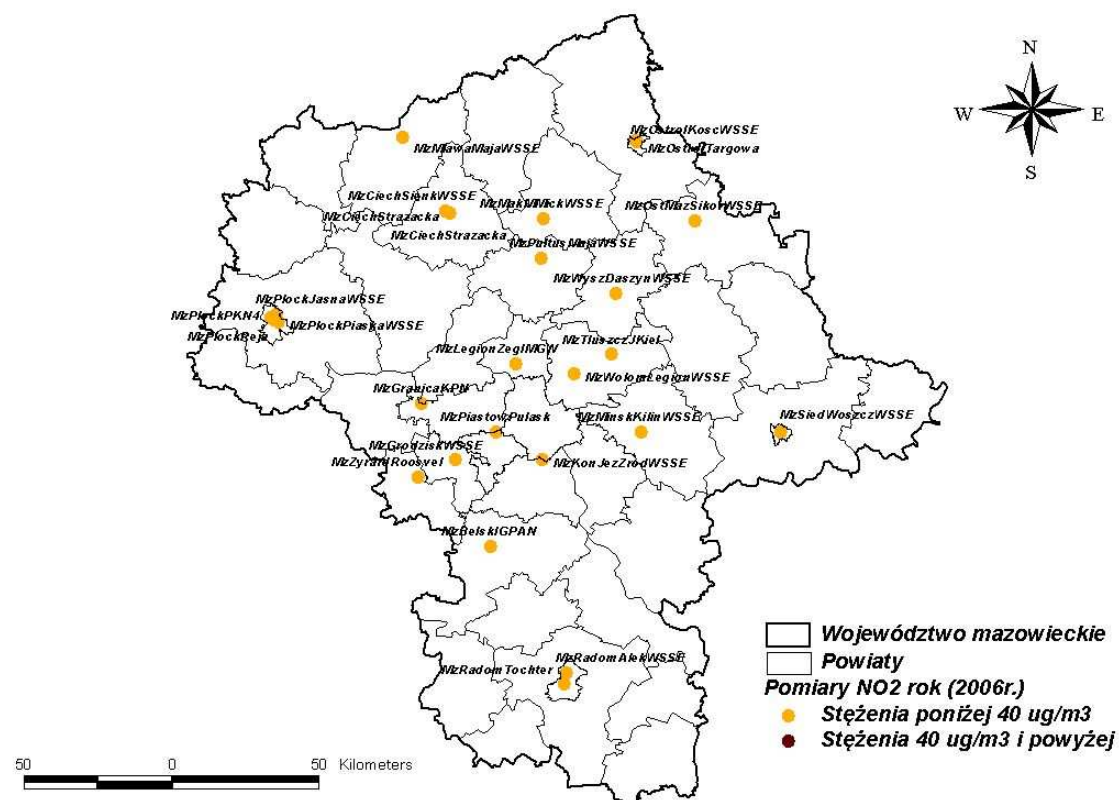 N
W
E
S
MzOstrolKoscWSSE
MzOstrolTargowa
MzMlawaMajaWSSE
MzCiechSienkWSSE
MzCiechStrazacka
MzCiechStrazacka
MzOstMazSikorWSSE
MzPultusMajaWSSE
MzWyszDaszynWSSE
MzPlockJasnaWSSE
MzPlockPKN4
MzPlockPiaskaWSSE
MzPlockReja
MzTluszczJKiel
MzLegionZeglMGW
MzWolomLegionWSSE
MzGranicaKPN
MzPiastowPulask
MzMinskKilinWSSE
MzSiedWoszczWSSE
MzGrodziskWSSE
MzZyrardRoosvel
MzKonJezZrodWSSE
MzBelskIGPAN
MzRadomAlekWSSE
MzRadomTochter
Województwo mazowieckie
Powiaty
Pomiary NO2 rok (2006r.)
Stężenia poniżej 40 ug/m3
Stężenia 40 ug/m3 i powyżej
50 0 50 Kilometers